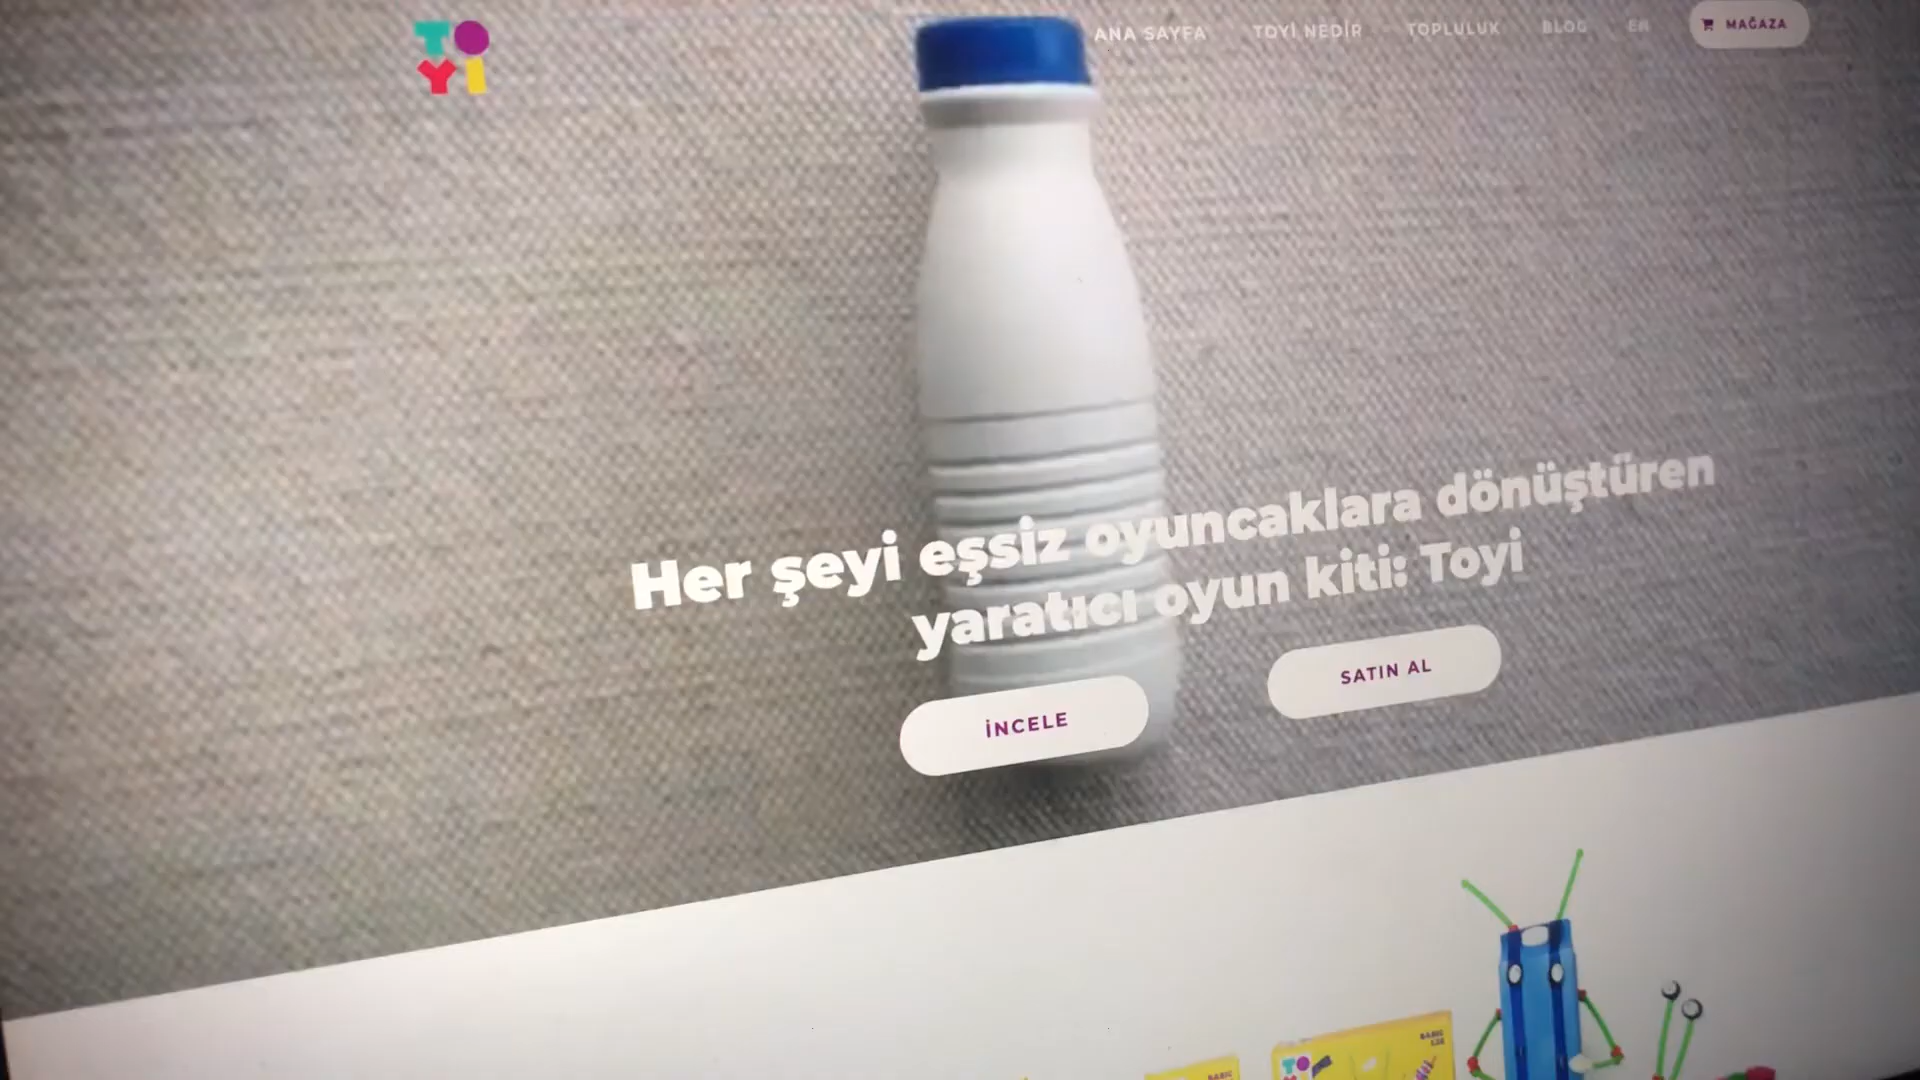 TOYI
ANA SAYFA
TOYİ NEDİR
TOPLULUK
BLOG
EN
MAĞAZA
Her şeyi eşsiz oyuncaklara dönüştüren
yaratıcı oyun kiti: Toyi
İNCELE
SATIN AL